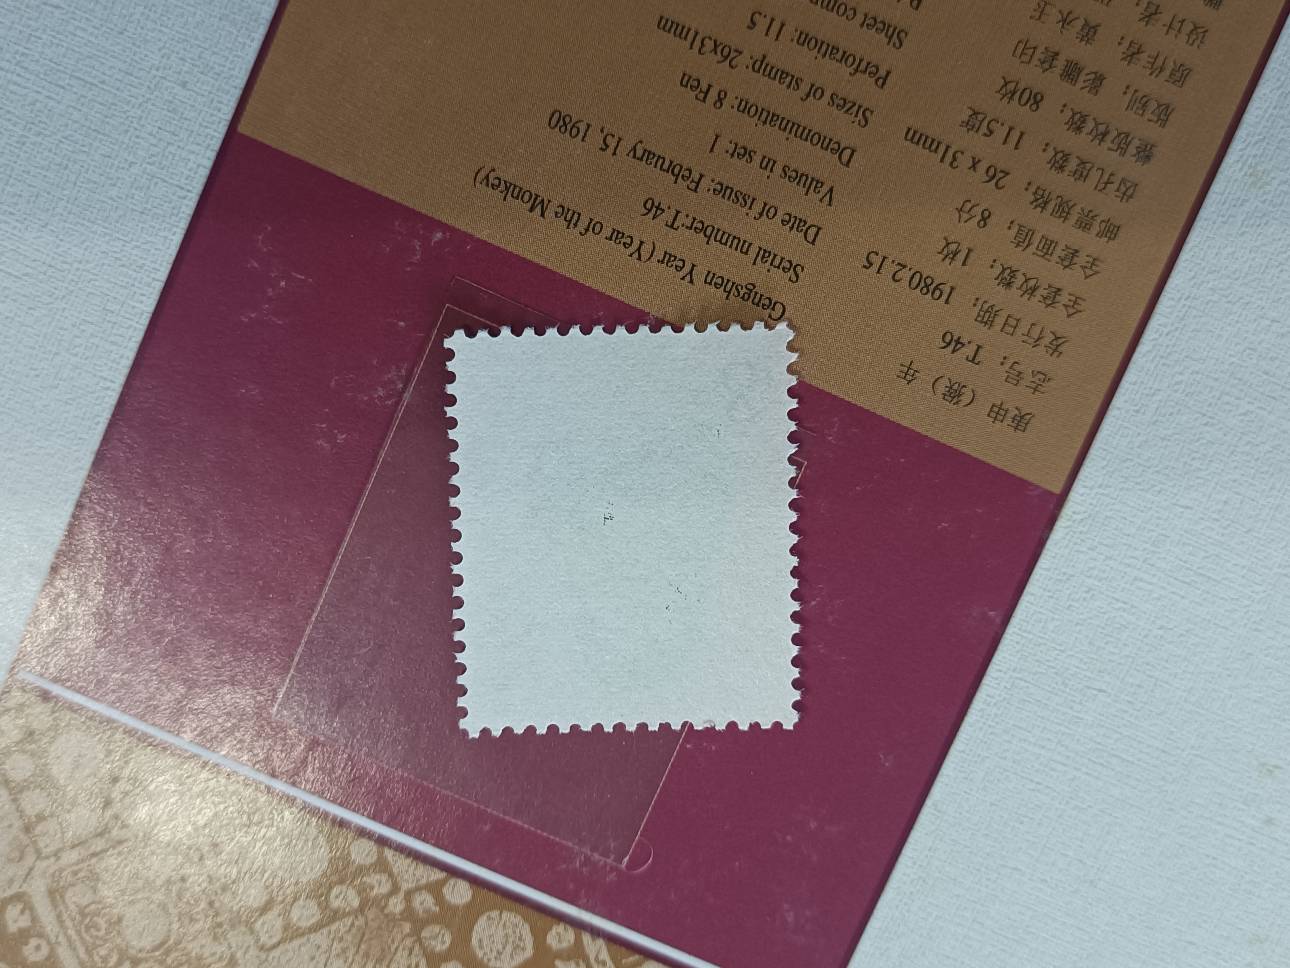 庚申（猴）年
志号：T.46
发行日期：1980.2.15
全套枚数：1枚
全套面值：8分
邮票规格：26 x 31mm
齿孔度数：11.5度
整版枚数：80枚
版别：影雕套印
原作者：黄永玉
设计者：
Gengshen Year (Year of the Monkey)
Serial number:T.46
Date of issue: February 15, 1980
Values in set: 1
Denomination: 8 Fen
Sizes of stamp: 26x31mm
Perforation: 11.5
Sheet